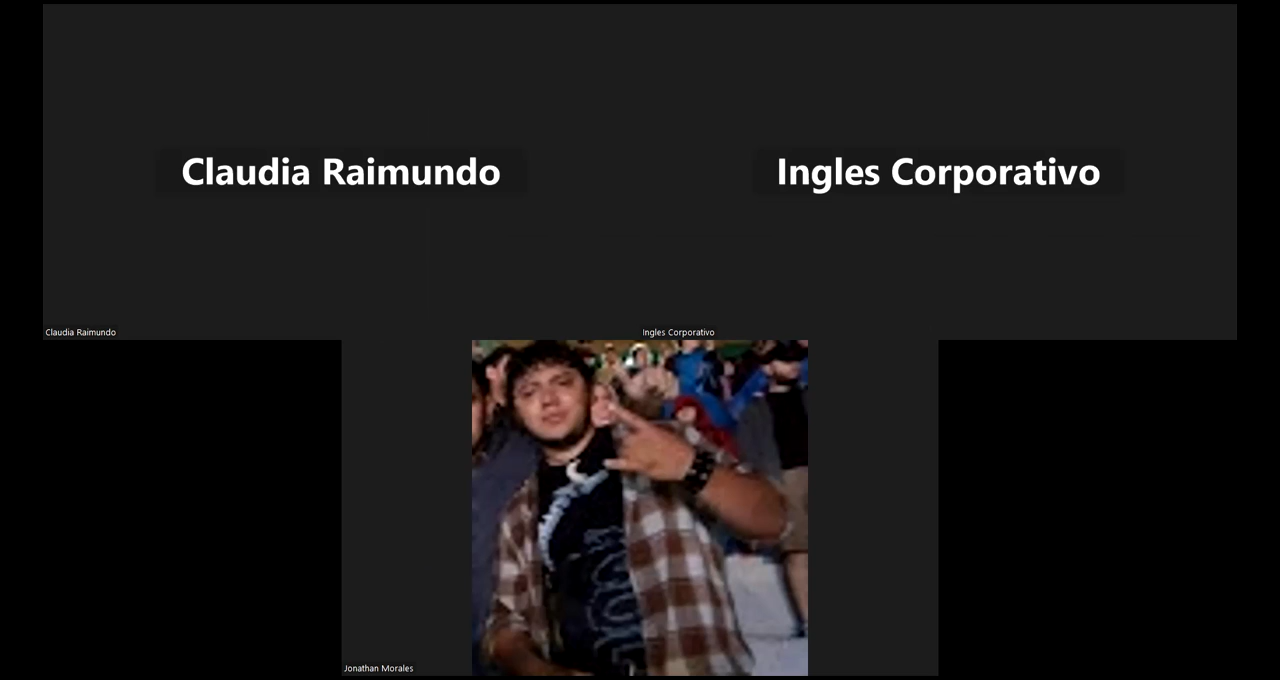 Claudia Raimundo
Ingles Corporativo
Claudia Raimundo
Ingles Corporativo
Jonathan Morales